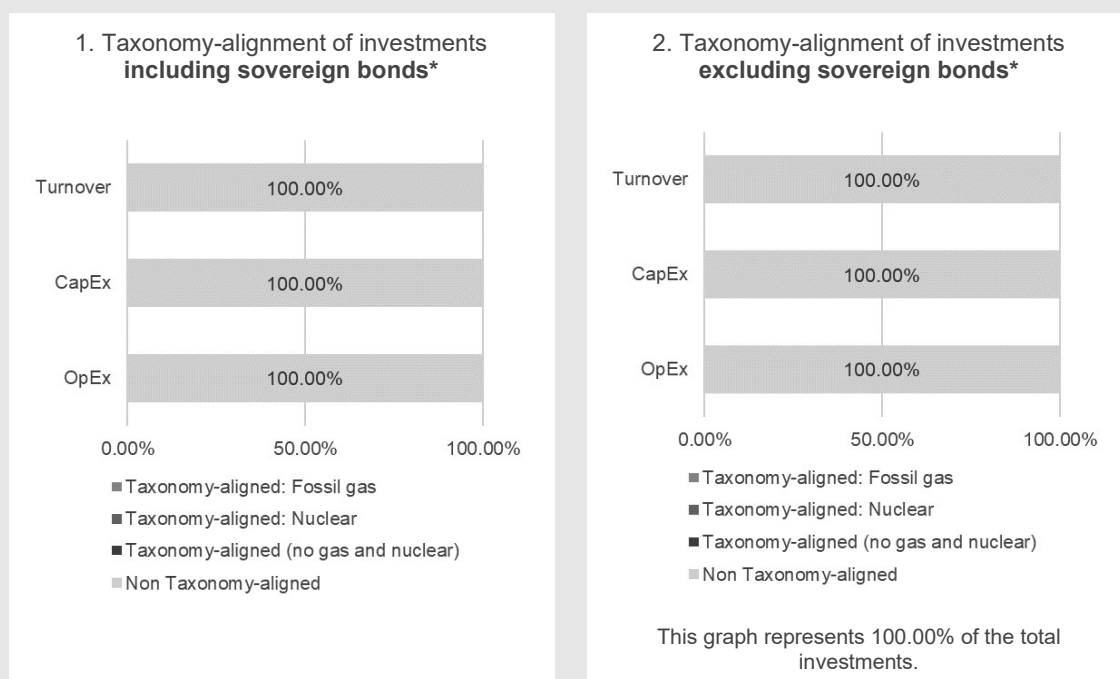 1. Taxonomy-alignment of investments
including sovereign bonds*
Turnover
100.00%
CapEx
100.00%
OpEx
100.00%
0.00%
50.00%
100.00%
Taxonomy-aligned: Fossil gas
Taxonomy-aligned: Nuclear
Taxonomy-aligned (no gas and nuclear)
Non Taxonomy-aligned
2. Taxonomy-alignment of investments
excluding sovereign bonds*
Turnover
100.00%
CapEx
100.00%
OpEx
100.00%
0.00%
50.00%
100.00%
Taxonomy-aligned: Fossil gas
Taxonomy-aligned: Nuclear
Taxonomy-aligned (no gas and nuclear)
Non Taxonomy-aligned
This graph represents 100.00% of the total
investments.